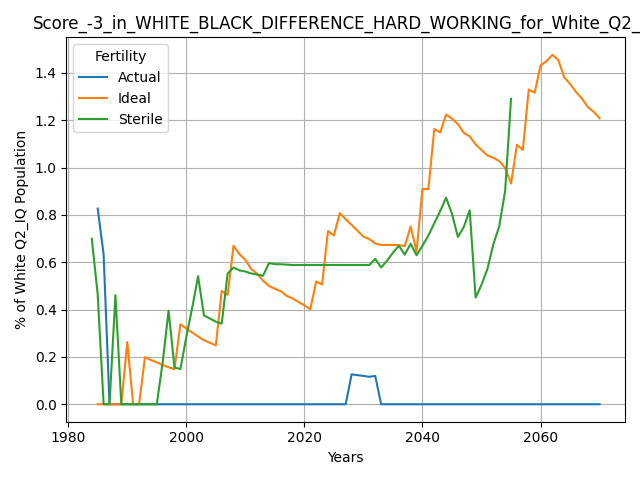 Score_-3_in_WHITE_BLACK_DIFFERENCE_HARD_WORKING_for_White_Q2_
Fertility
Actual
Ideal
Sterile
% of White Q2_IQ Population
1.4
1.2
1.0
0.8
0.6
0.4
0.2
0.0
1980
2000
2020
2040
2060
Years